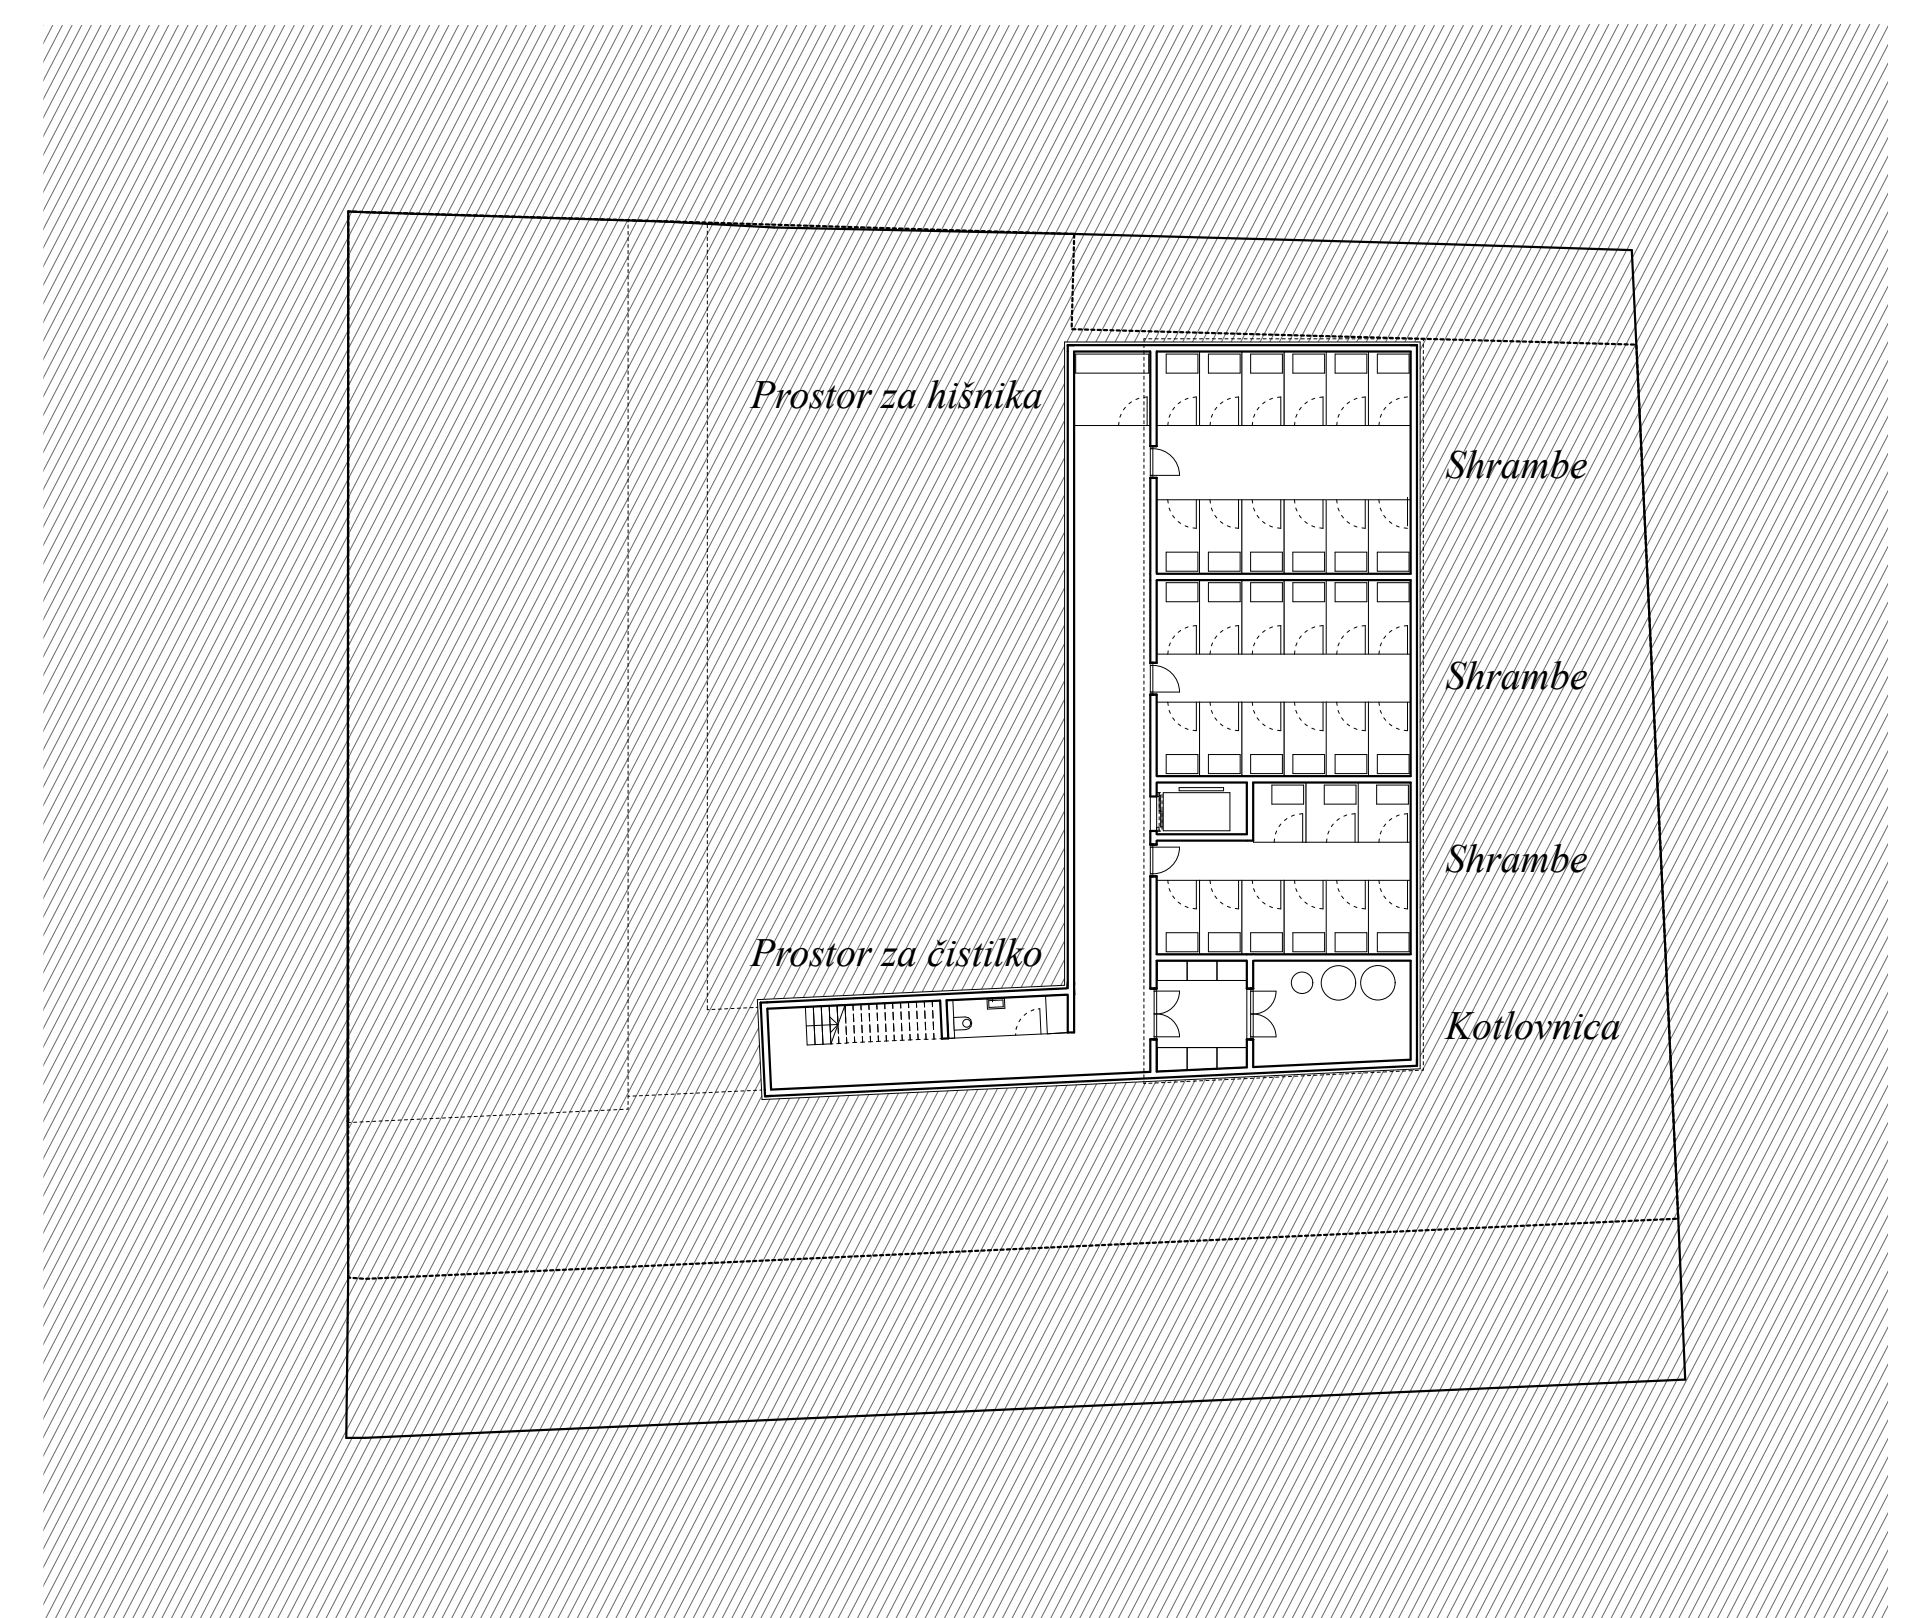 Prostor za hišnika
Shrambe
Shrambe
Shrambe
Prostor za čistilko
Kotlovnica